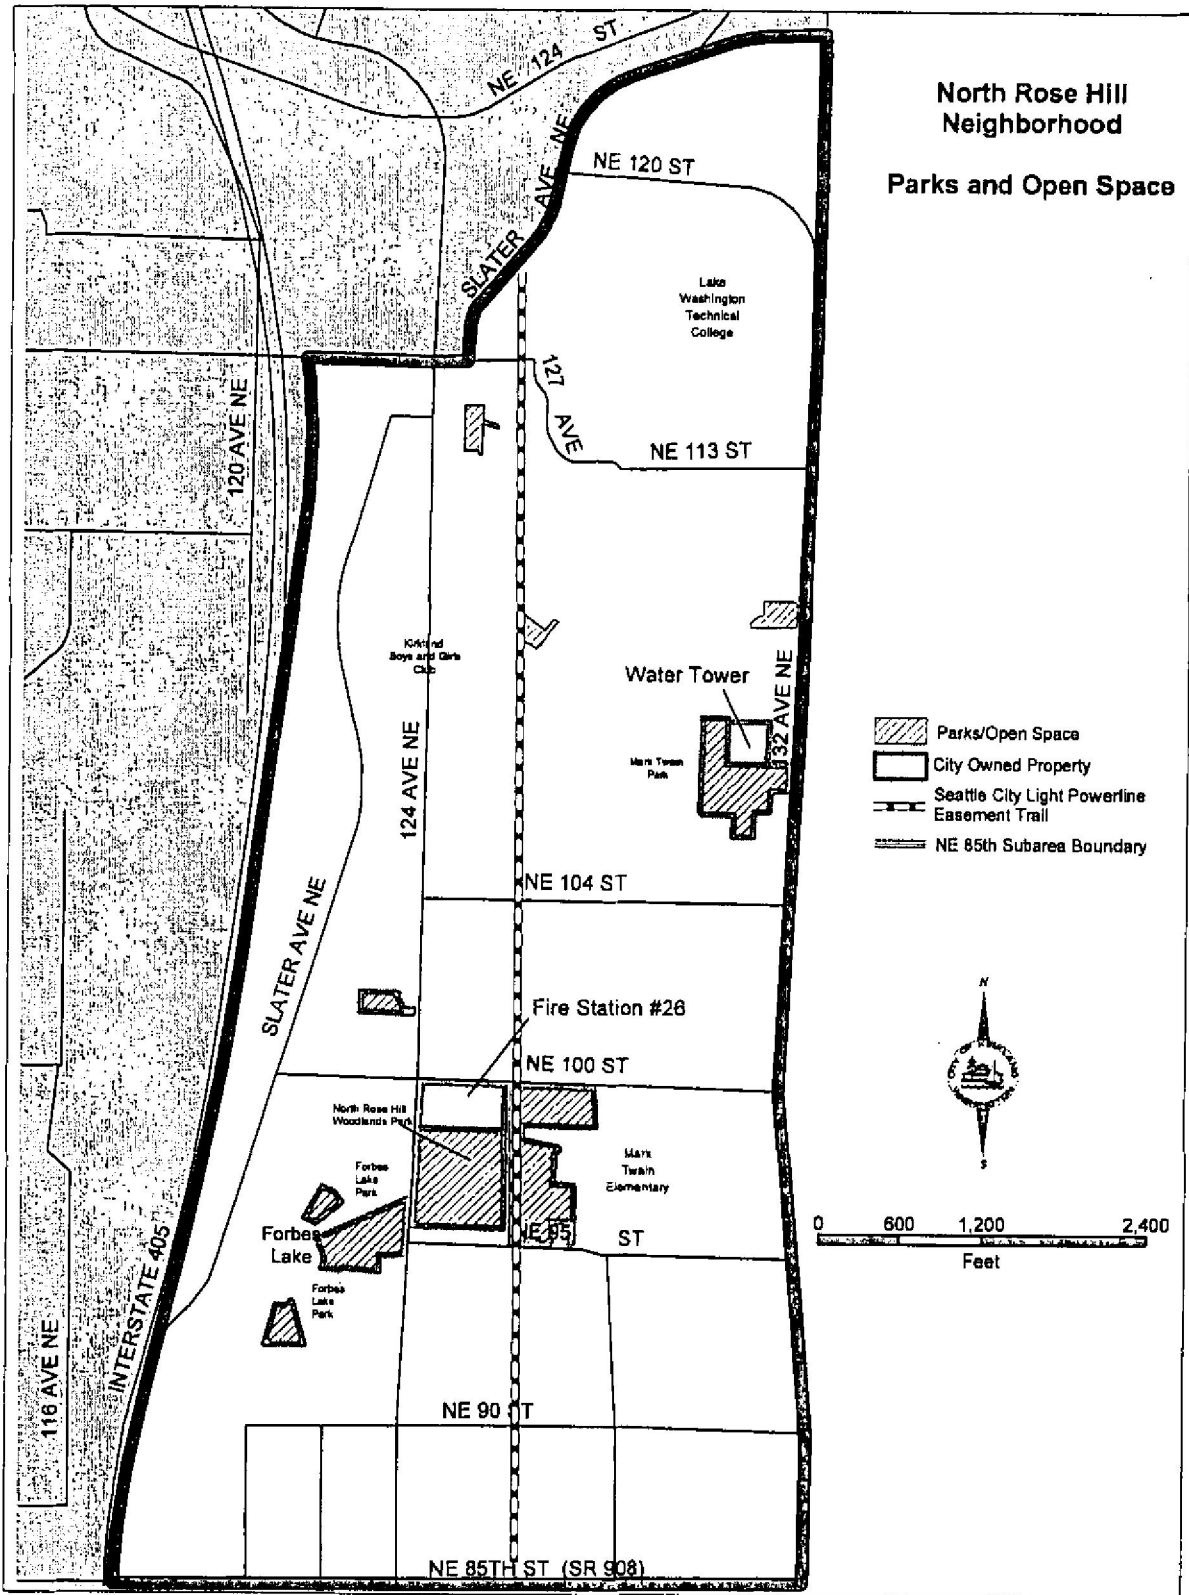 North Rose Hill
Neighborhood
Parks and Open Space
NE 124 ST
SLATER AVE NE
NE 120 ST
Lake
Washington
Technical
College
127 AVE
120 AVE NE
NE 113 ST
Kirkland
Boys and Girls
Club
Water Tower
132 AVE NE
124 AVE NE
Mark Twain
Park
Parks/Open Space
City Owned Property
Seattle City Light Powerline
Easement Trail
NE 85th Subarea Boundary
NE 104 ST
SLATER AVE NE
Fire Station #26
NE 100 ST
North Rose Hill
Woodlands Park
Mark
Twain
Elementary
Forbes
Lake
Park
Forbes
Lake
NE 95 ST
Forbes
Lake
Park
INTERSTATE 405
116 AVE NE
NE 90 ST
NE 85TH ST (SR 908)
N
CITY OF KIRKLAND
WASHINGTON
S
0 600 1,200 2,400
Feet